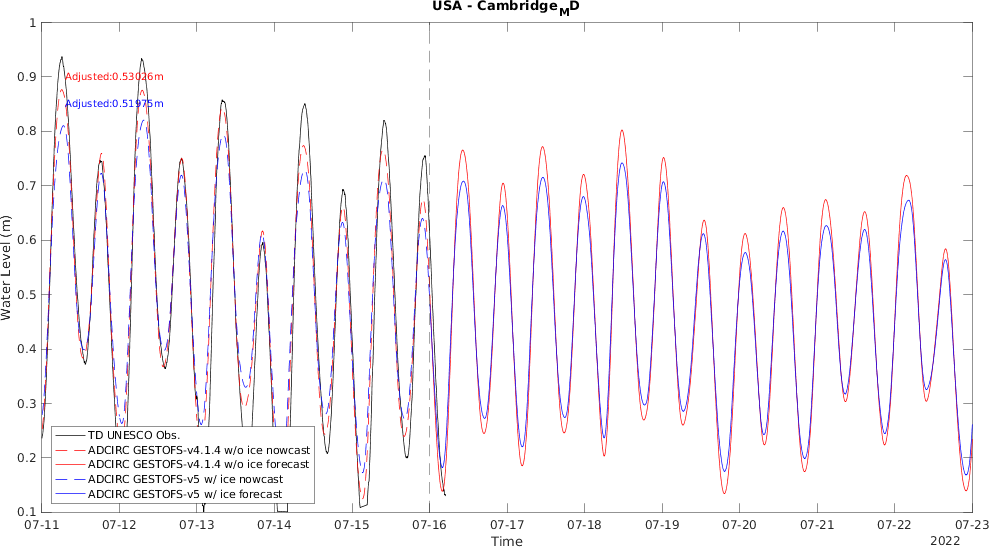 USA - Cambridge_MD
1
0.9
0.8
0.7
0.6
0.5
0.4
0.3
0.2
0.1
Water Level (m)
Adjusted:0.53026m
Adjusted:0.51975m
TD UNESCO Obs.
ADCIRC GESTOFS-v4.1.4 w/o ice nowcast
ADCIRC GESTOFS-v4.1.4 w/o ice forecast
ADCIRC GESTOFS-v5 w/ ice nowcast
ADCIRC GESTOFS-v5 w/ ice forecast
07-11 07-12 07-13 07-14 07-15 07-16 07-17 07-18 07-19 07-20 07-21 07-22 07-23
Time
2022